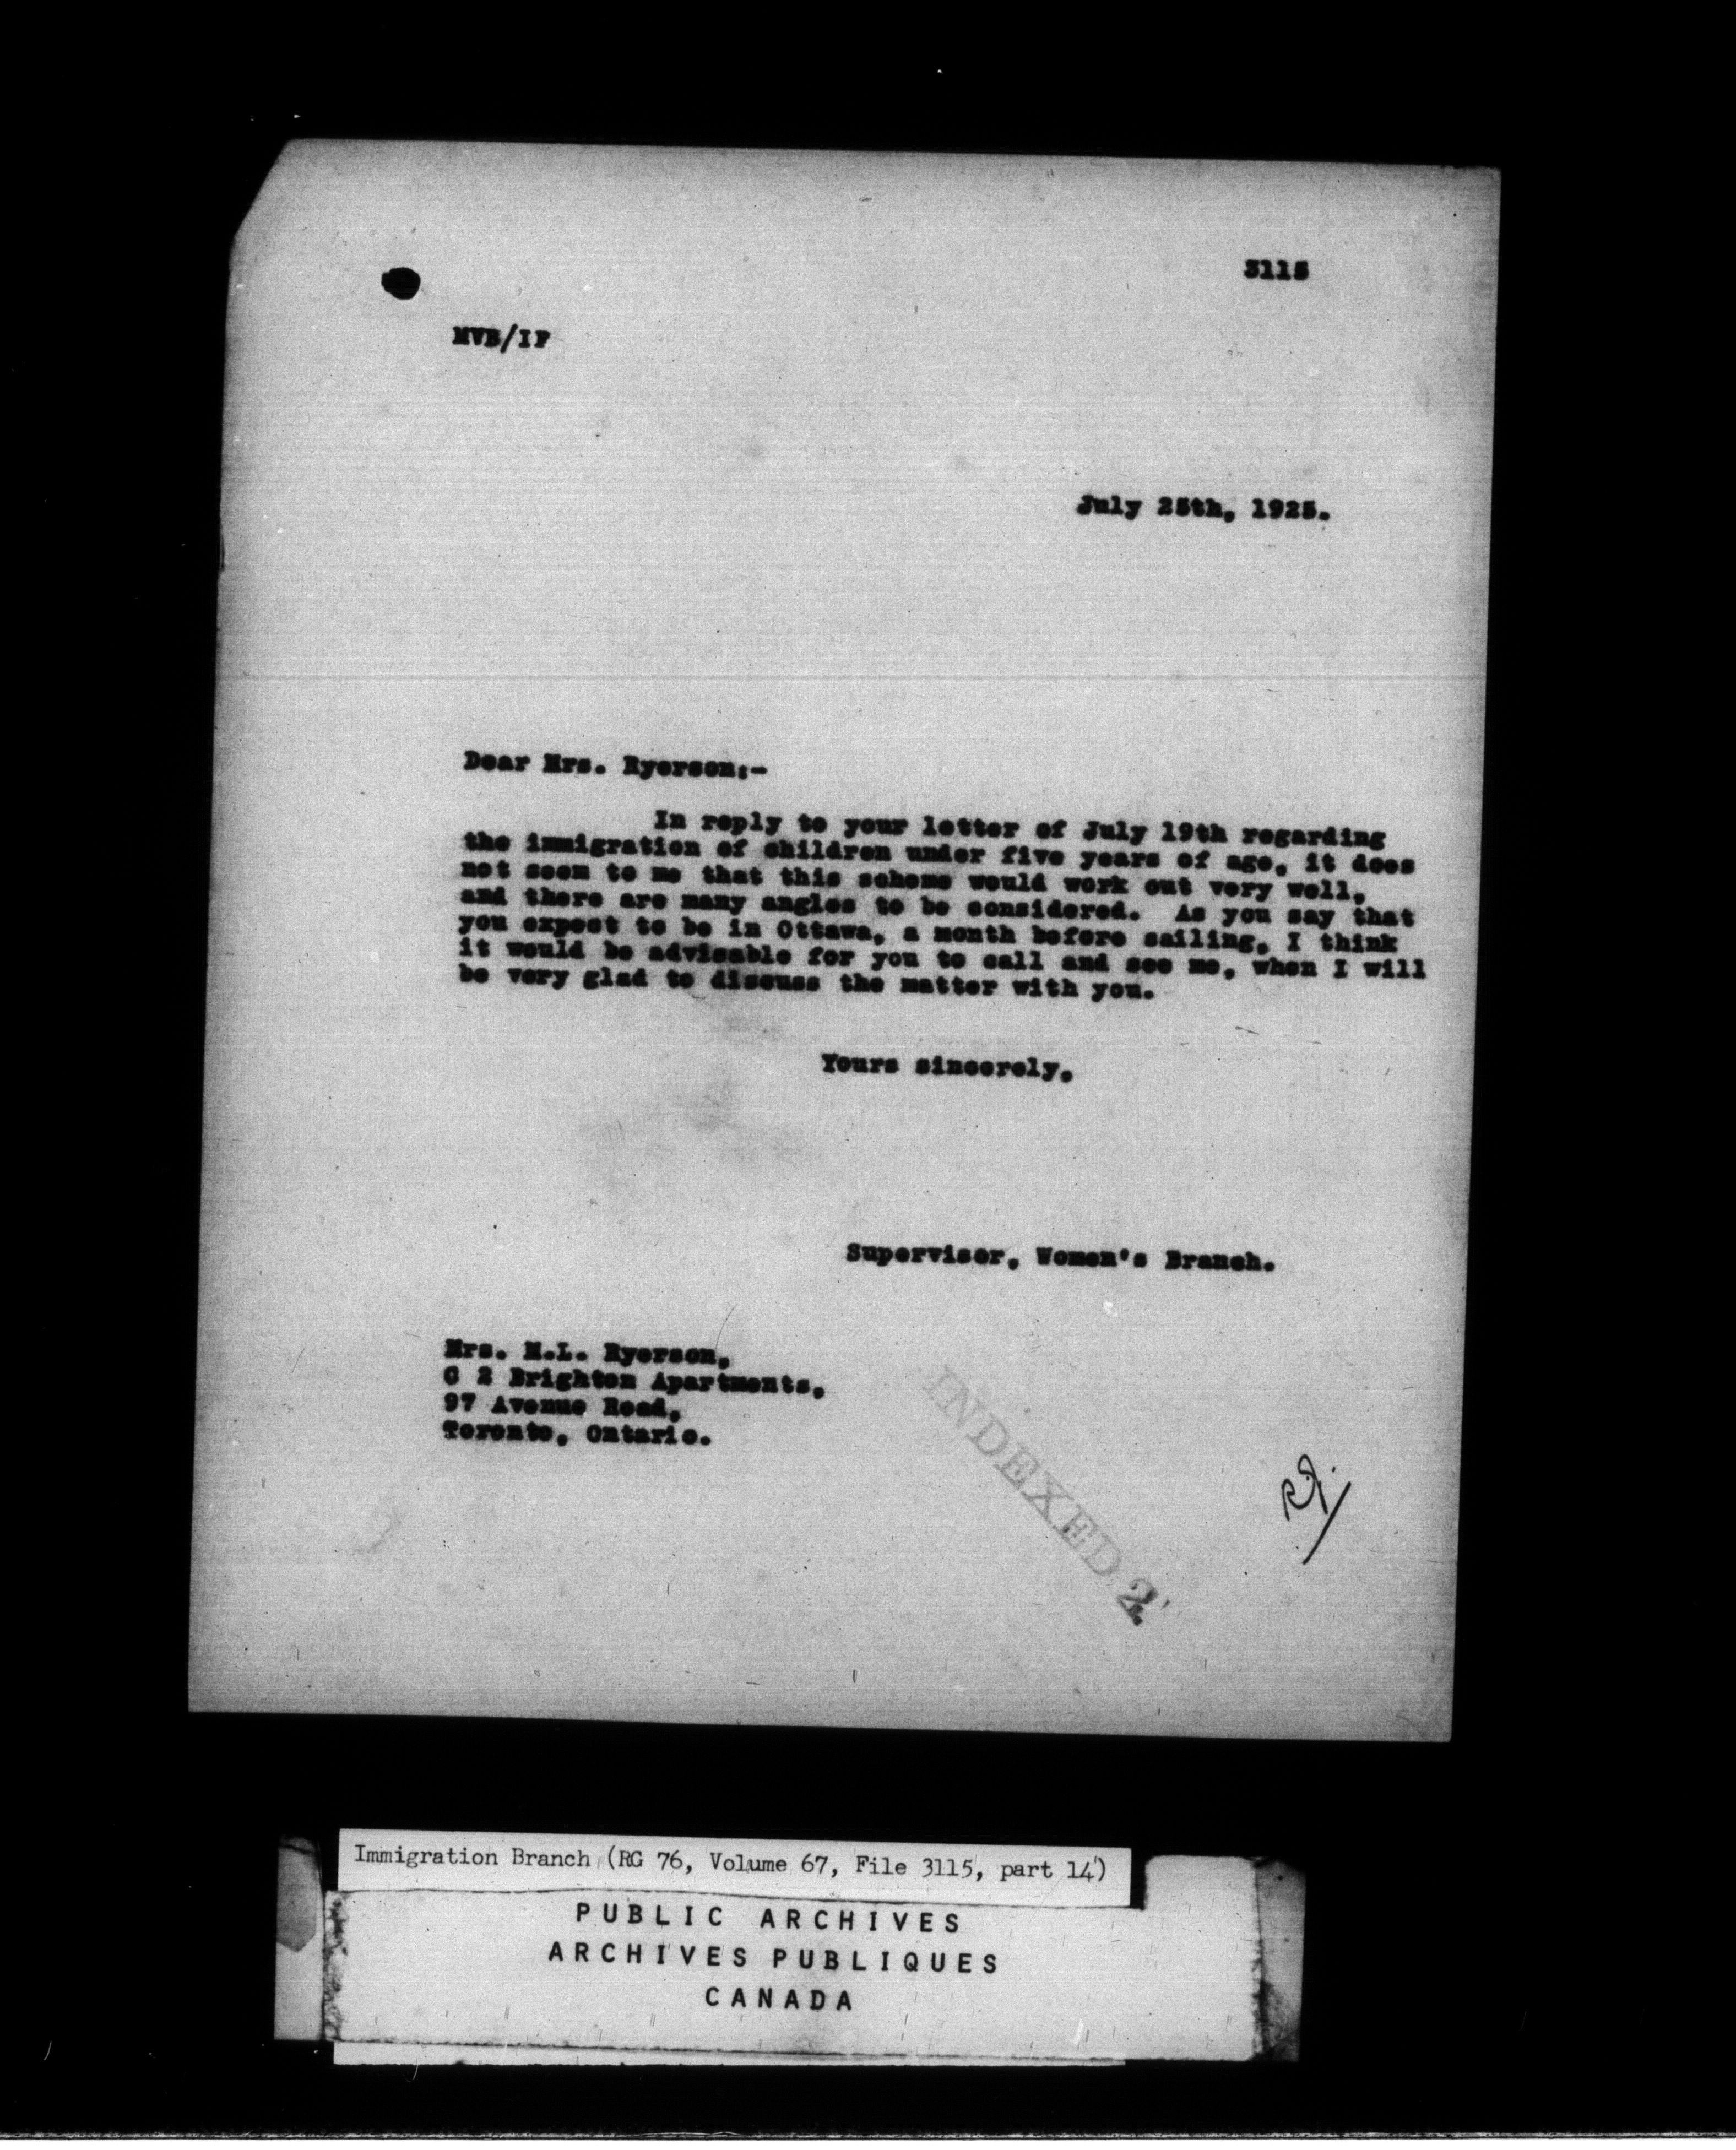 3115
MVB/IF
July 25th, 1925.
Dear Mrs. Ryerson:-
In reply to your letter of July 19th regarding
the immigration of children under five years of age, it does
not seem to me that this scheme would work out very well,
and there are many angles to be considered. As you say that
you expect to be in Ottawa, a month before sailing, I think
it would be advisable for you to call and see me, when I will
be very glad to discuss the matter with you.
Yours sincerely,
Supervisor, Women's Branch.
Mrs. M.L. Ryerson,
C 2 Brighton Apartments,
97 Avenue Road,
Toronto, Ontario.
INDEXED 2
Immigration Branch (RG 76, Volume 67, File 3115, part 14)
PUBLIC ARCHIVES
ARCHIVES PUBLIQUES
CANADA